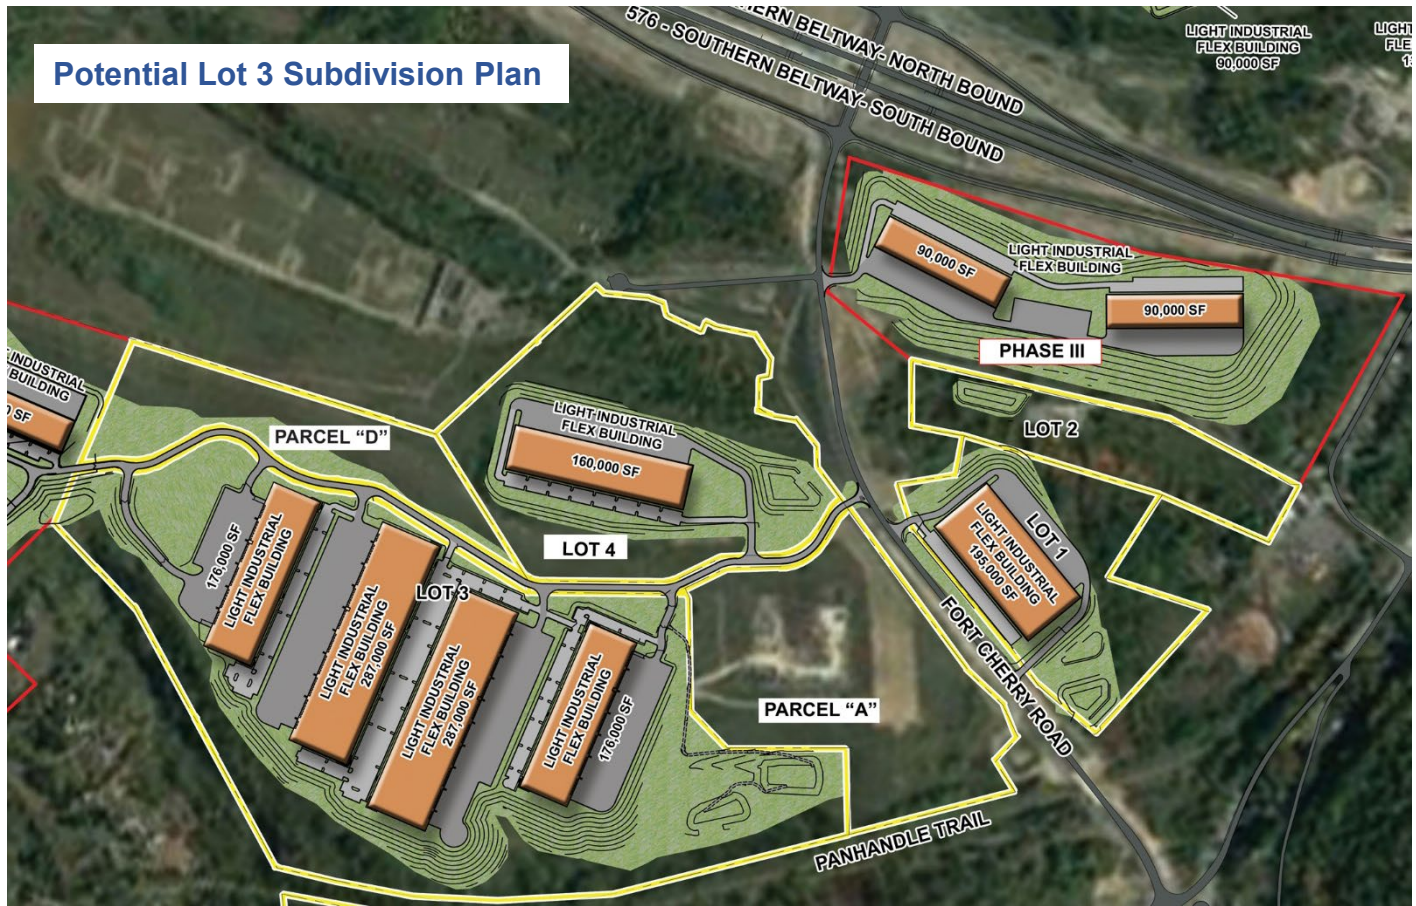 Potential Lot 3 Subdivision Plan
HERN BELTWAY- NORTH BOUND
576 - SOUTHERN BELTWAY- SOUTH BOUND
LIGHT INDUSTRIAL
FLEX BUILDING
90,000 SF
LIGHT
FLE
90,000 SF
LIGHT INDUSTRIAL
FLEX BUILDING
90,000 SF
PHASE III
INDUSTRIAL
BUILDING
0 SF
PARCEL “D”
LIGHT INDUSTRIAL
FLEX BUILDING
160,000 SF
LOT 4
LOT 2
LOT 1
LIGHT INDUSTRIAL
FLEX BUILDING
195,000 SF
176,000 SF
LIGHT INDUSTRIAL
FLEX BUILDING
LOT 3
LIGHT INDUSTRIAL
FLEX BUILDING
287,000 SF
LIGHT INDUSTRIAL
FLEX BUILDING
287,000 SF
LIGHT INDUSTRIAL
FLEX BUILDING
176,000 SF
PARCEL “A”
FORT CHERRY ROAD
PANHANDLE TRAIL